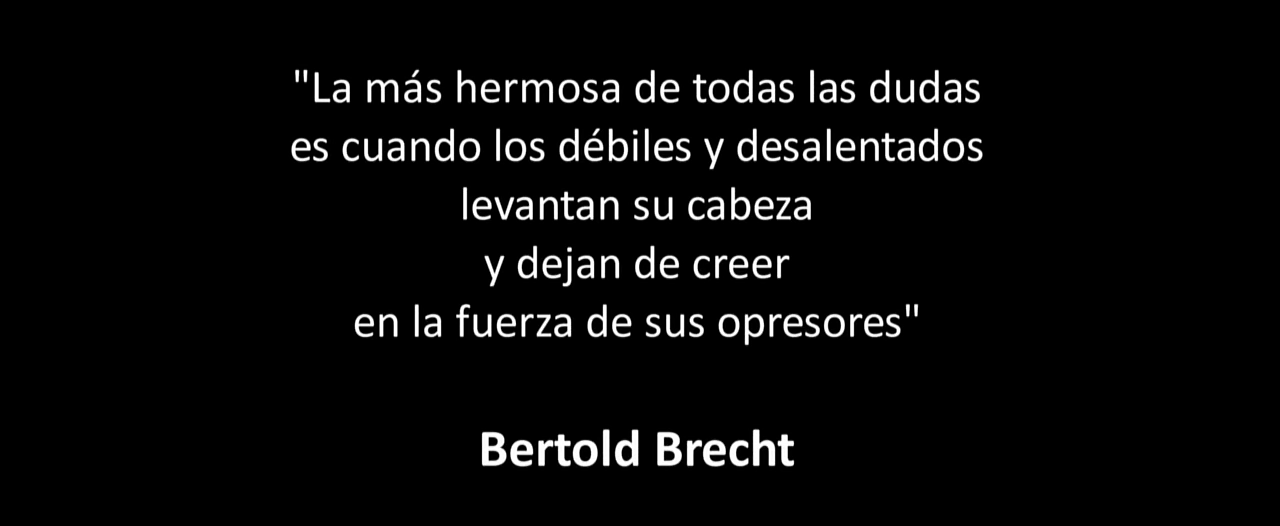 "La más hermosa de todas las dudas
es cuando los débiles y desalentados
levantan su cabeza
y dejan de creer
en la fuerza de sus opresores"
Bertold Brecht